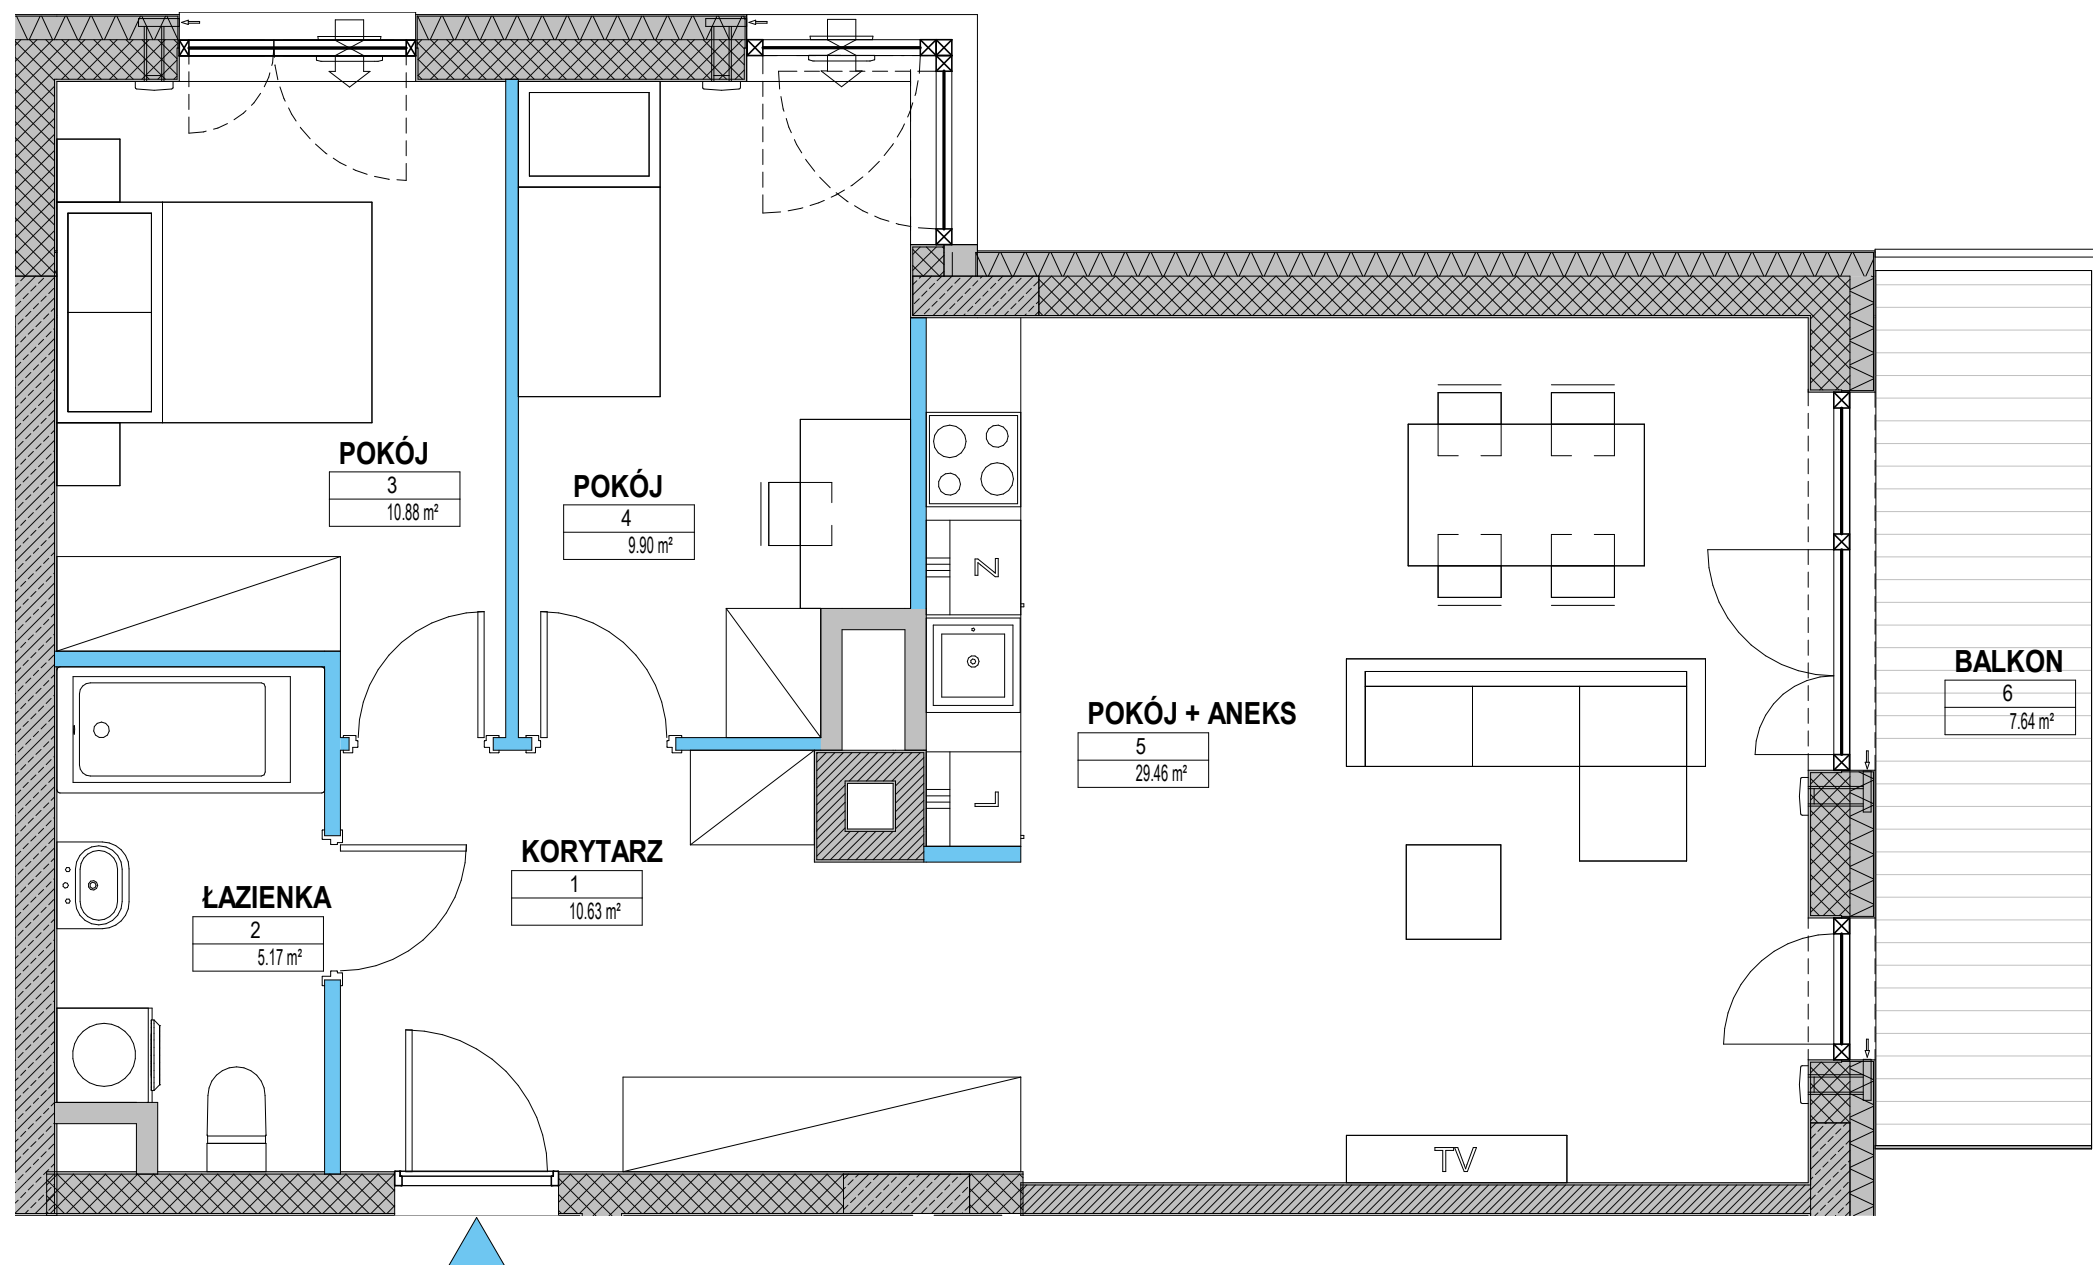 POKÓJ
3
10.88 m²
POKÓJ
4
9.90 m²
Z
BALKON
6
7.64 m²
POKÓJ + ANEKS
5
29.46 m²
L
KORYTARZ
1
10.63 m²
ŁAZIENKA
2
5.17 m²
TV